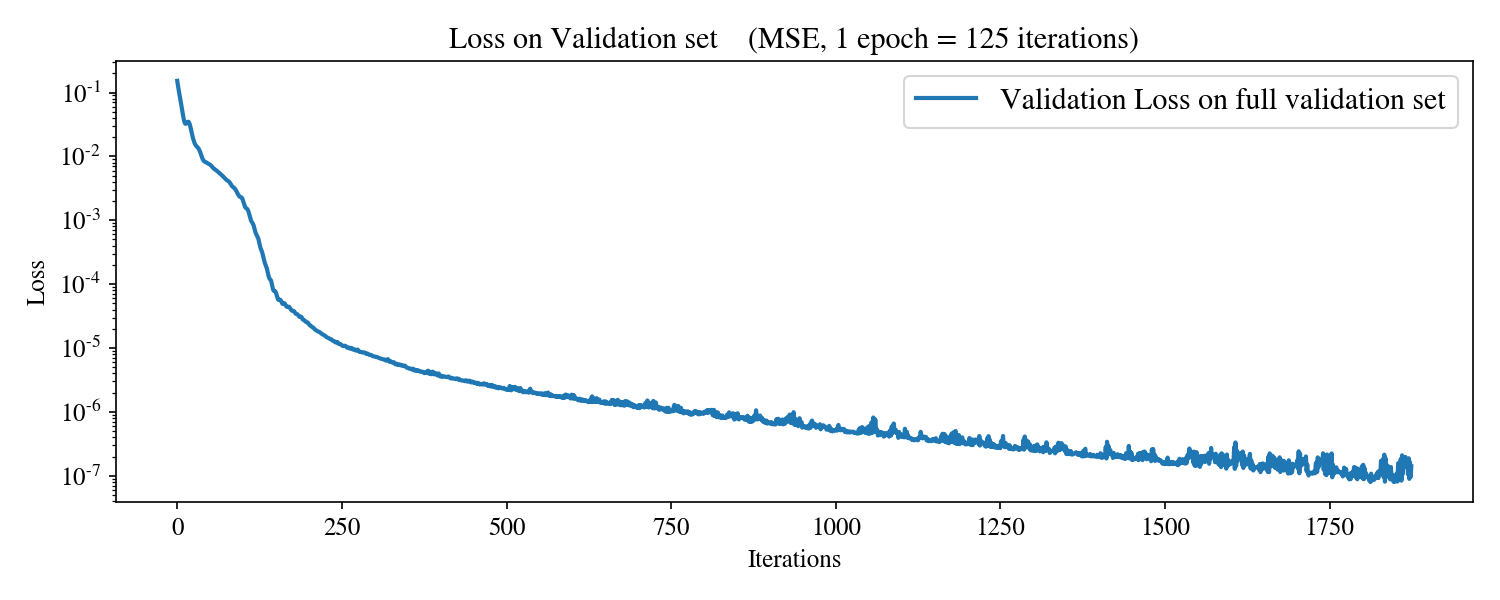 Loss on Validation set (MSE, 1 epoch = 125 iterations)
Validation Loss on full validation set
Loss
10⁻¹
10⁻²
10⁻³
10⁻⁴
10⁻⁵
10⁻⁶
10⁻⁷
0 250 500 750 1000 1250 1500 1750
Iterations